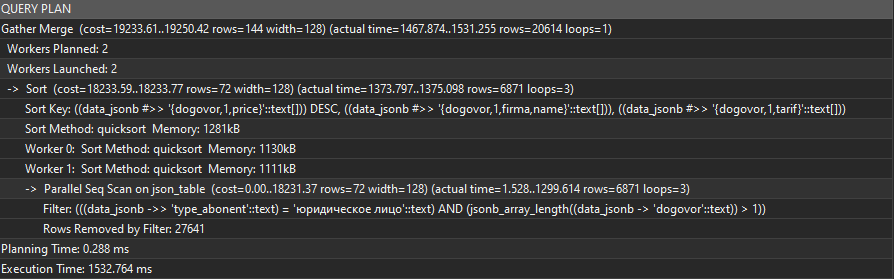 QUERY PLAN
Gather Merge (cost=19233.61..19250.42 rows=144 width=128) (actual time=1467.874..1531.255 rows=20614 loops=1)
Workers Planned: 2
Workers Launched: 2
-> Sort (cost=18233.59..18233.77 rows=72 width=128) (actual time=1373.797..1375.098 rows=6871 loops=3)
Sort Key: ((data_jsonb #>> '{dogovor,1,price}'::text[])) DESC, ((data_jsonb #>> '{dogovor,1,firma,name}'::text[])), ((data_jsonb #>> '{dogovor,1,tarif}'::text[]))
Sort Method: quicksort Memory: 1281kB
Worker 0: Sort Method: quicksort Memory: 1130kB
Worker 1: Sort Method: quicksort Memory: 1111kB
-> Parallel Seq Scan on json_table (cost=0.00..18231.37 rows=72 width=128) (actual time=1.528..1299.614 rows=6871 loops=3)
Filter: (((data_jsonb ->> 'type_abonent'::text) = 'юридическое лицо'::text) AND (jsonb_array_length((data_jsonb -> 'dogovor'::text)) > 1))
Rows Removed by Filter: 27641
Planning Time: 0.288 ms
Execution Time: 1532.764 ms